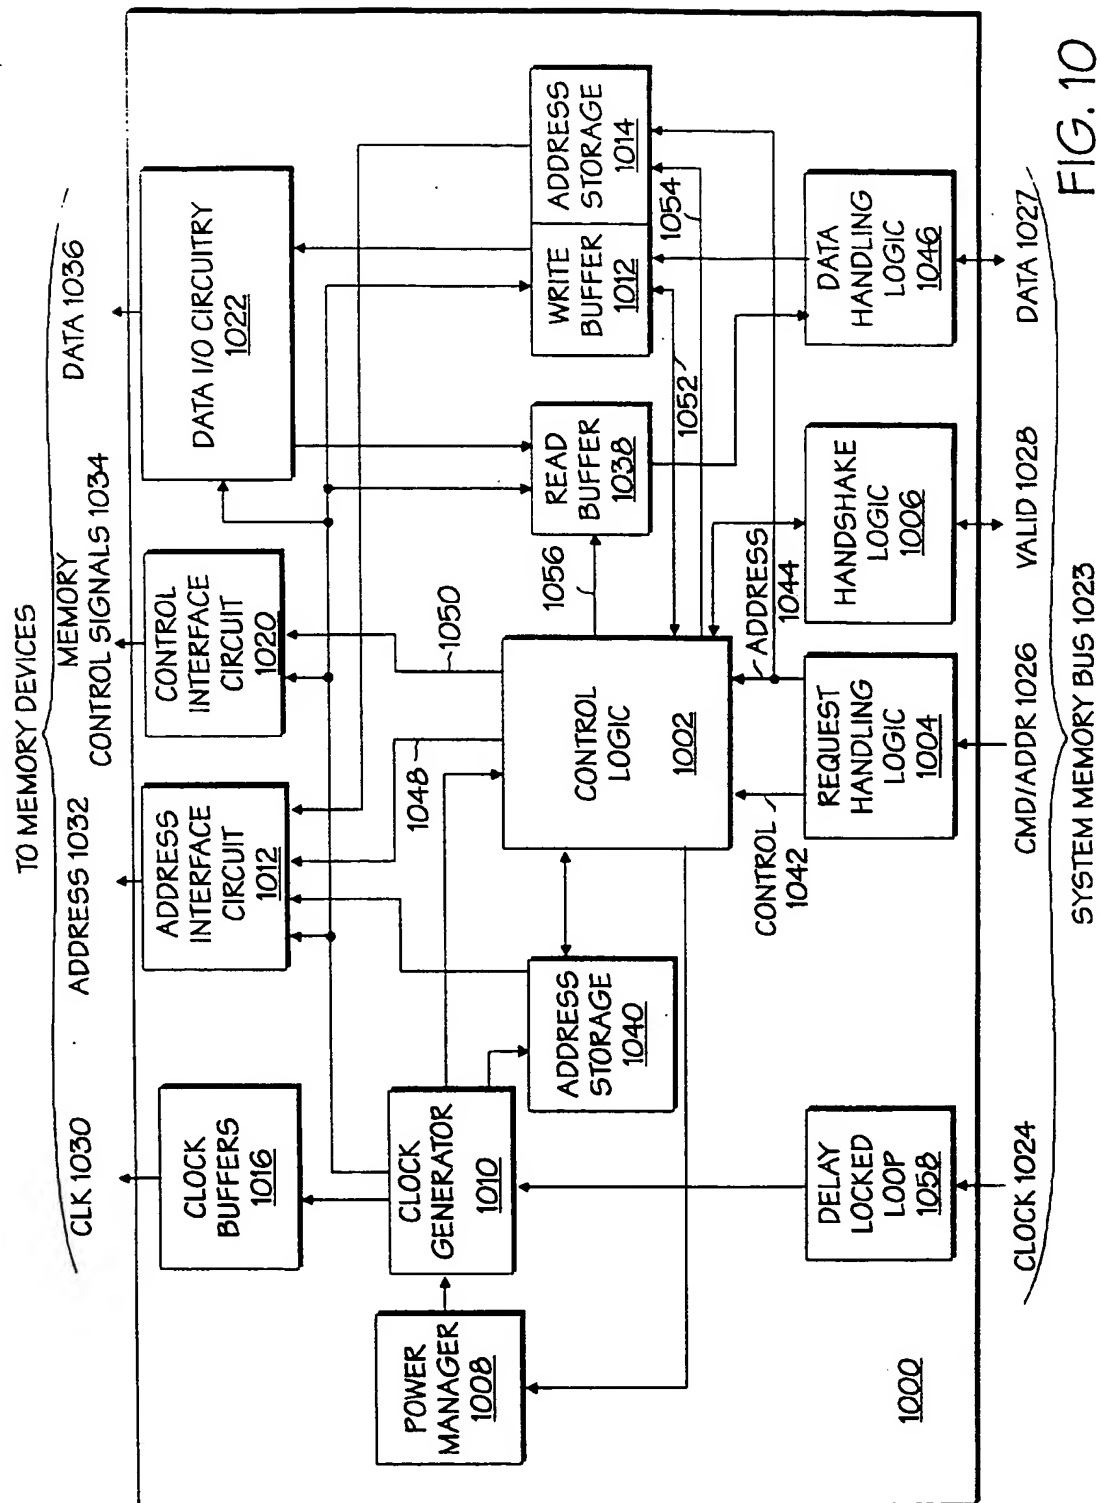 TO MEMORY DEVICES
CLK 1030
ADDRESS 1032
MEMORY
CONTROL SIGNALS 1034
DATA 1036
CLOCK
BUFFERS
1016
ADDRESS
INTERFACE
CIRCUIT
1012
CONTROL
INTERFACE
CIRCUIT
1020
DATA I/O CIRCUITRY
1022
POWER
MANAGER
1008
CLOCK
GENERATOR
1010
1048
1050
ADDRESS
STORAGE
1040
CONTROL
LOGIC
1002
1056
READ
BUFFER
1038
WRITE
BUFFER
1012
ADDRESS
STORAGE
1014
1052
1054
CONTROL
1042
ADDRESS
1044
DELAY
LOCKED
LOOP
1058
REQUEST
HANDLING
LOGIC
1004
HANDSHAKE
LOGIC
1006
DATA
HANDLING
LOGIC
1046
1000
CLOCK 1024
CMD/ADDR 1026
VALID 1028
DATA 1027
SYSTEM MEMORY BUS 1023
FIG. 10